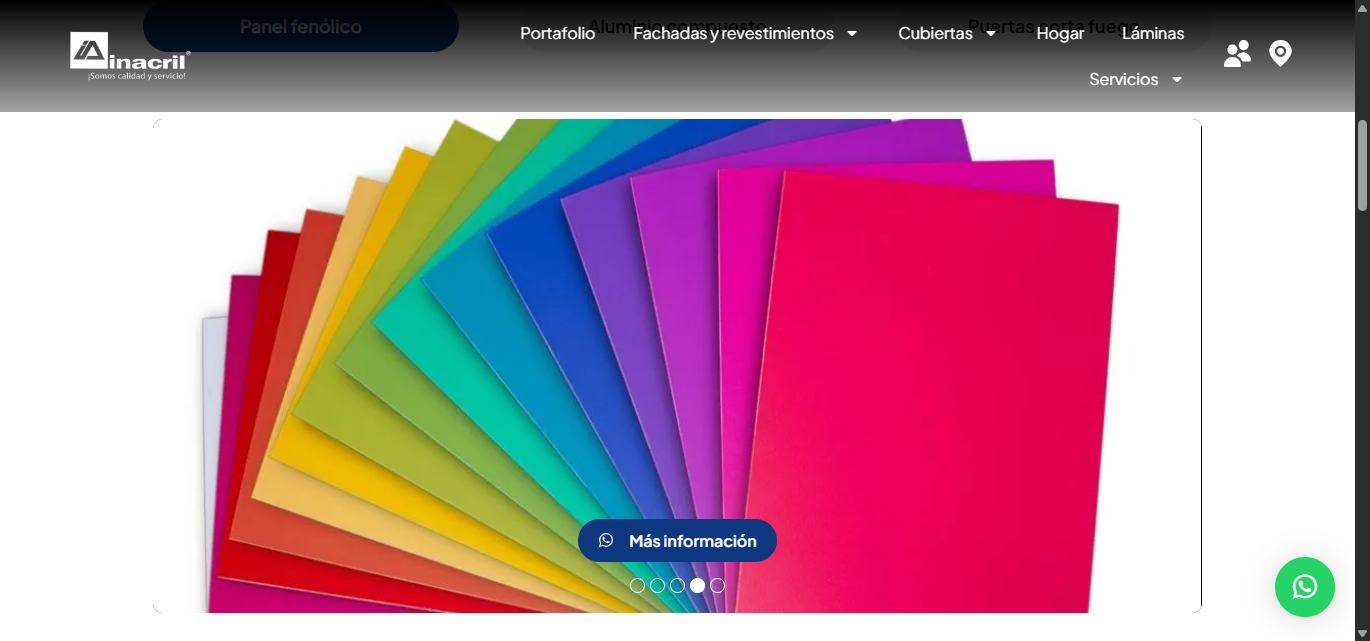 Panel fenólico
Aluminio compuesto
Puertas corta fuego
inacril®
¡Somos calidad y servicio!
Portafolio
Fachadas y revestimientos
Cubiertas
Hogar
Láminas
Servicios
Más información